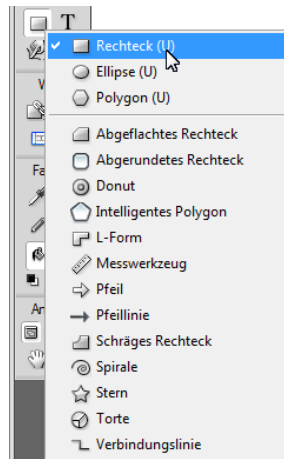 T
Rechteck (U)
Ellipse (U)
Polygon (U)
Abgeflachtes Rechteck
Abgerundetes Rechteck
Donut
Intelligentes Polygon
L-Form
Messwerkzeug
Pfeil
Pfeillinie
Schräges Rechteck
Spirale
Stern
Torte
Verbindungslinie